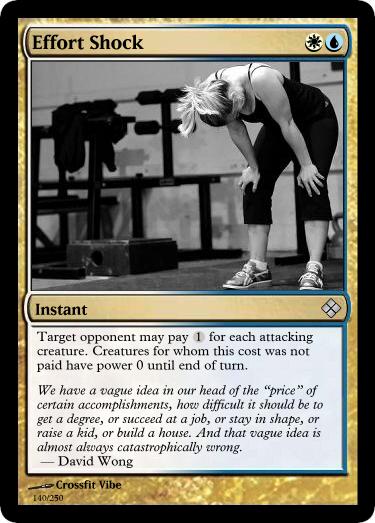 Effort Shock
Instant
Target opponent may pay 1 for each attacking
creature. Creatures for whom this cost was not
paid have power 0 until end of turn.
We have a vague idea in our head of the “price” of
certain accomplishments, how difficult it should be to
get a degree, or succeed at a job, or stay in shape, or
raise a kid, or build a house. And that vague idea is
almost always catastrophically wrong.
— David Wong
Crossfit Vibe
140/250